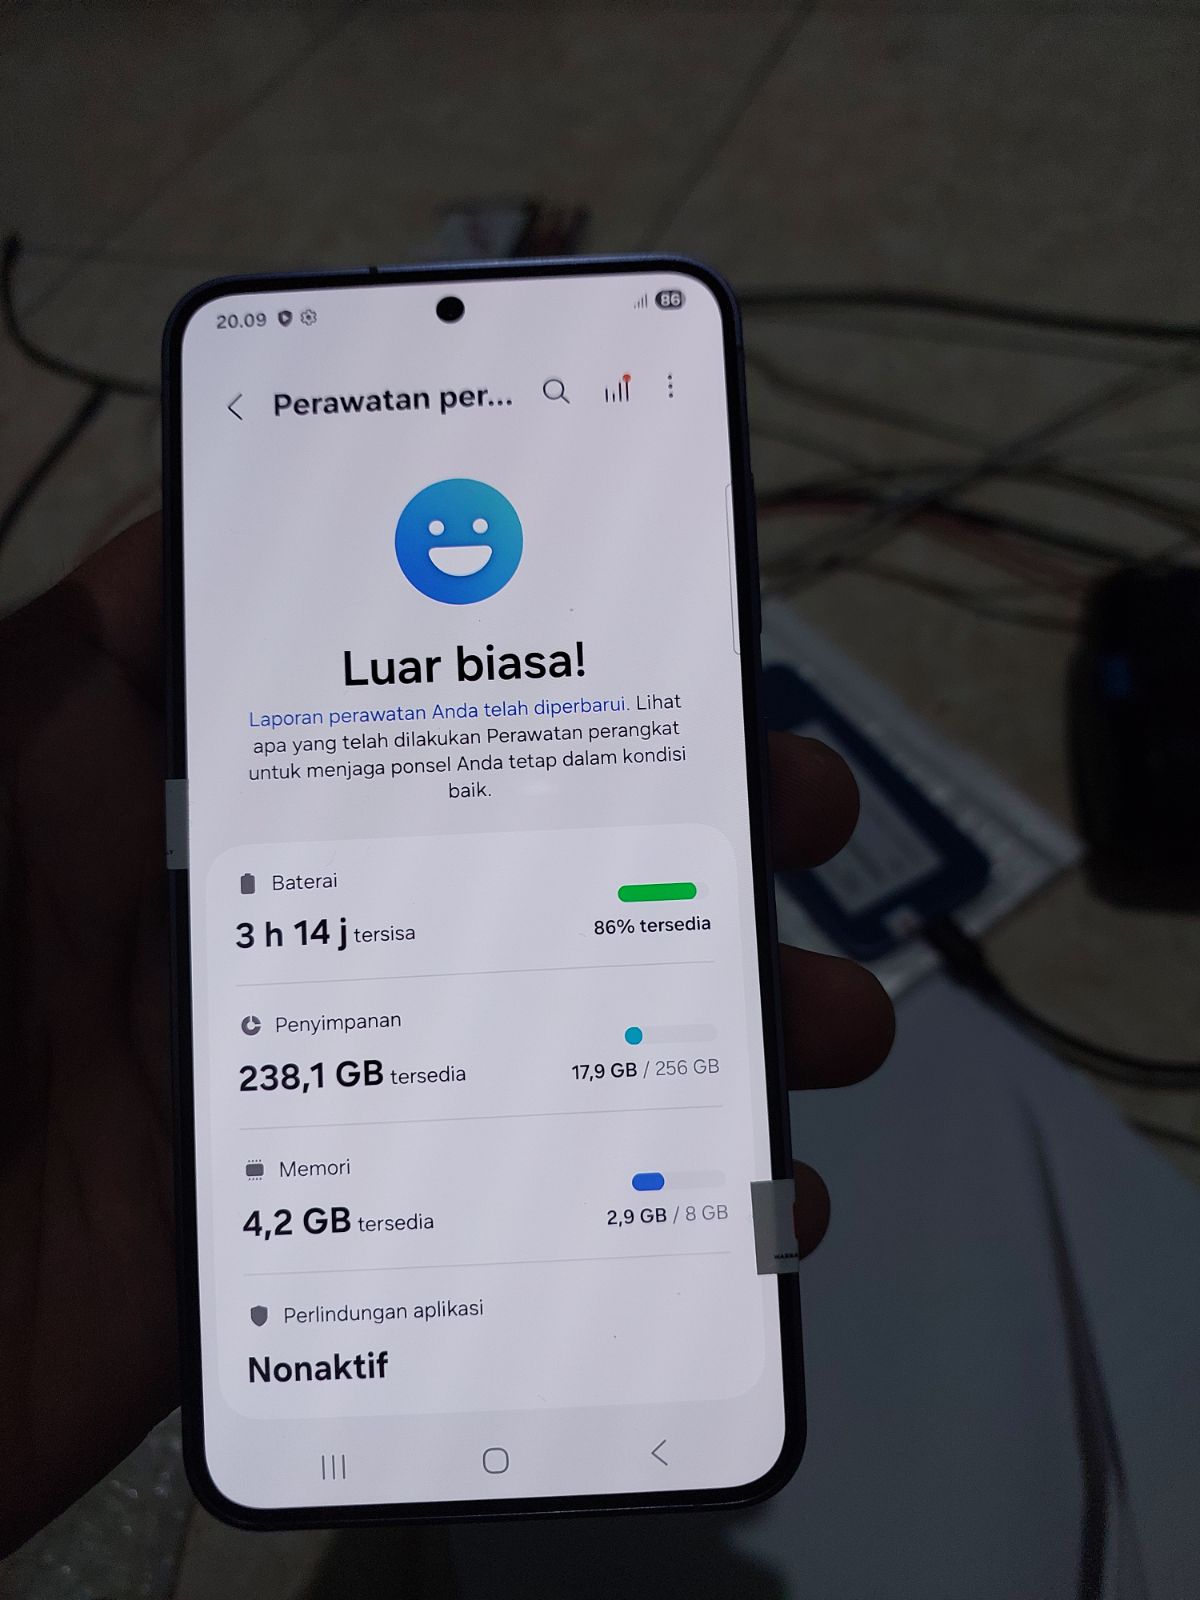 20.09
86
Perawatan per...
Luar biasa!
Laporan perawatan Anda telah diperbarui. Lihat
apa yang telah dilakukan Perawatan perangkat
untuk menjaga ponsel Anda tetap dalam kondisi
baik.
Baterai
3 h 14 j tersisa
86% tersedia
Penyimpanan
238,1 GB tersedia
17,9 GB / 256 GB
Memori
4,2 GB tersedia
2,9 GB / 8 GB
Perlindungan aplikasi
Nonaktif